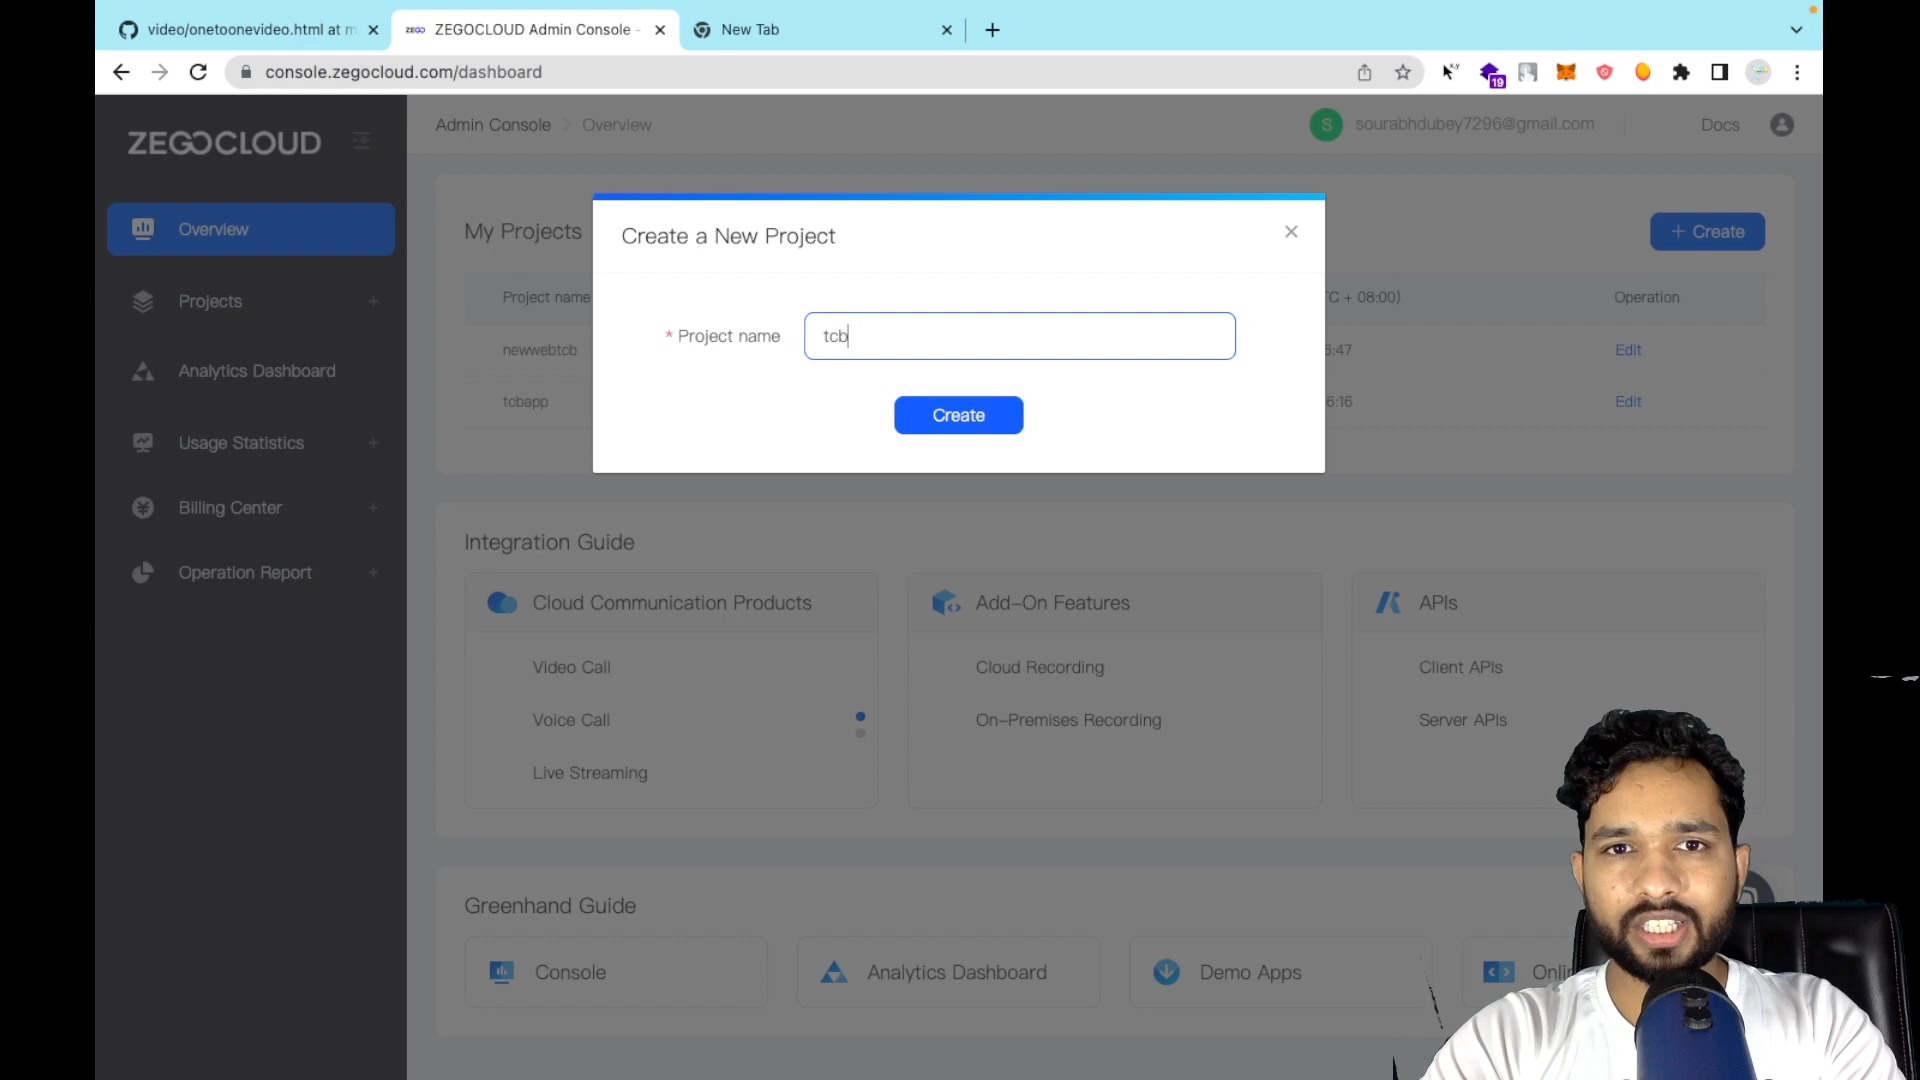 video/onetoonevideo.html at m
ZEGOCLOUD Admin Console -
New Tab
console.zegocloud.com/dashboard
19
ZEGOCLOUD
Admin Console > Overview
S
sourabhdubey7296@gmail.com
Docs
Overview
Projects
Analytics Dashboard
Usage Statistics
Billing Center
Operation Report
My Projects
+ Create
Create a New Project
* Project name
tcb
Create
Project name
TC + 08:00)
Operation
newwebtcb
6:47
Edit
tcbapp
6:16
Edit
Integration Guide
Cloud Communication Products
Video Call
Voice Call
Live Streaming
Add-On Features
Cloud Recording
On-Premises Recording
APIs
Client APIs
Server APIs
Greenhand Guide
Console
Analytics Dashboard
Demo Apps